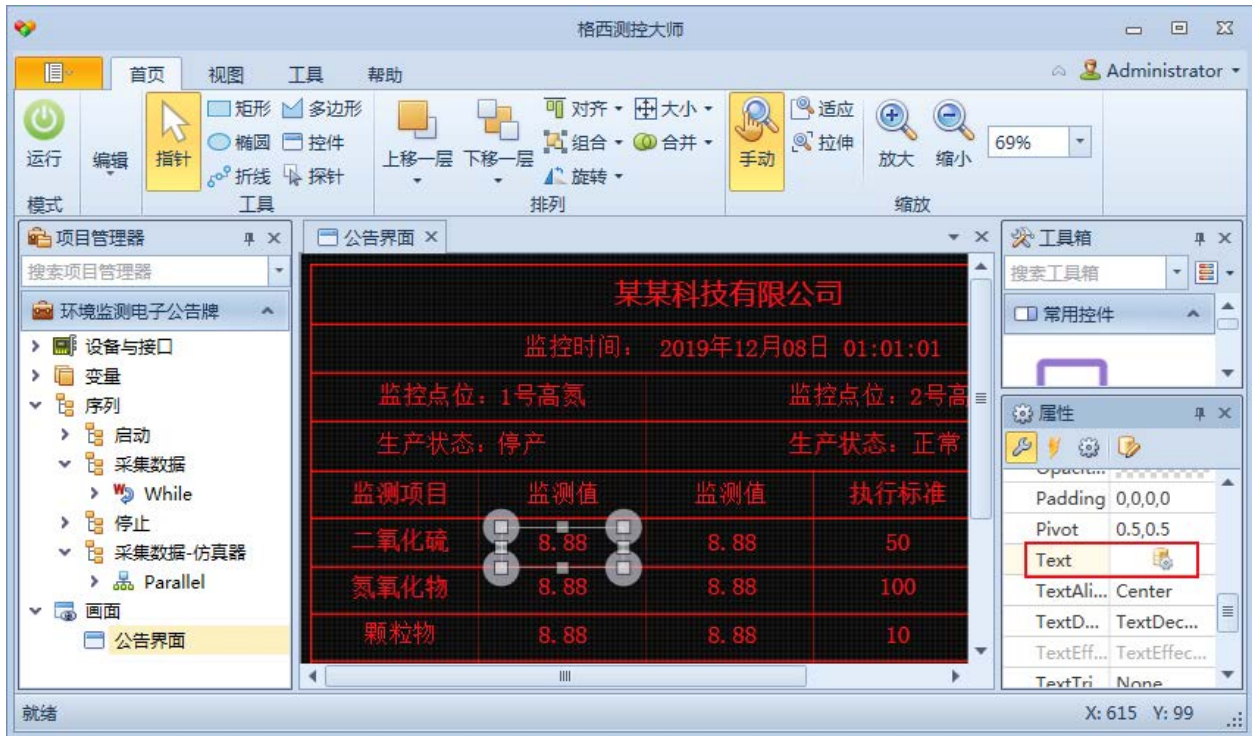 格西测控大师
首页 视图 工具 帮助 Administrator
运行 编辑 指针 矩形 多边形 椭圆 控件 折线 探针 上移一层 下移一层 对齐 大小 组合 合并 旋转 手动 适应 拉伸 放大 缩小 69%
模式 工具 排列 缩放
项目管理器
搜索项目管理器
环境监测电子公告牌
设备与接口
变量
序列
启动
采集数据
While
停止
采集数据-仿真器
Parallel
画面
公告界面
公告界面
某某科技有限公司
监控时间: 2019年12月08日 01:01:01
监控点位: 1号高氮 监控点位: 2号高
生产状态: 停产 生产状态: 正常
监测项目 监测值 监测值 执行标准
二氧化硫 8.88 8.88 50
氮氧化物 8.88 8.88 100
颗粒物 8.88 8.88 10
工具箱
搜索工具箱
常用控件
属性
Opacit...
Padding 0,0,0,0
Pivot 0.5,0.5
Text
TextAli... Center
TextD... TextDec...
TextEff... TextEffec...
TextTri None
就绪 X: 615 Y: 99